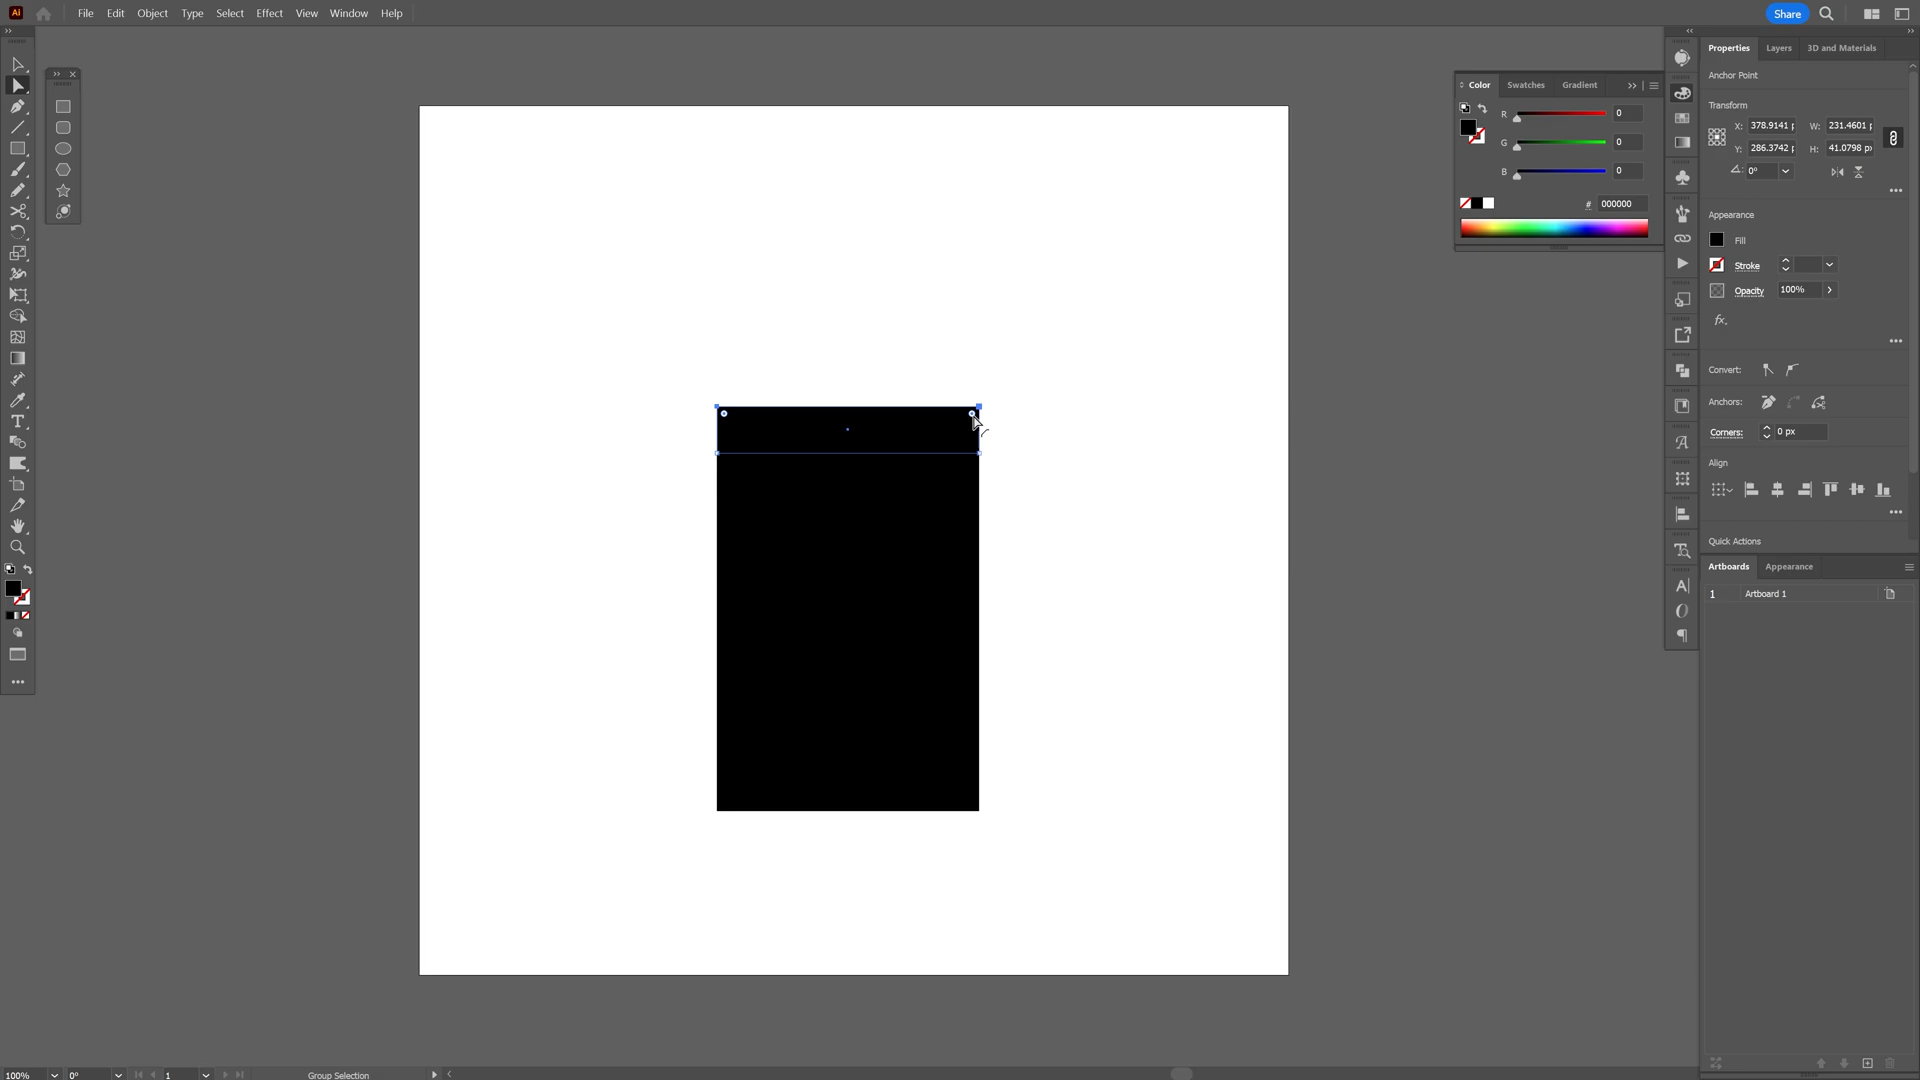 Ai File Edit Object Type Select Effect View Window Help Share
Properties Layers 3D and Materials
Anchor Point
Color Swatches Gradient
Transform
R 0
X: 378.9141 p W: 231.4601 p
G 0
Y: 286.3742 p H: 41.0798 px
B 0
0°
# 000000
Appearance
Fill
Stroke
Opacity 100%
fx.
Convert:
Anchors:
Corners: 0 px
Align
Quick Actions
Artboards Appearance
1 Artboard 1
100% 0° 1 Group Selection